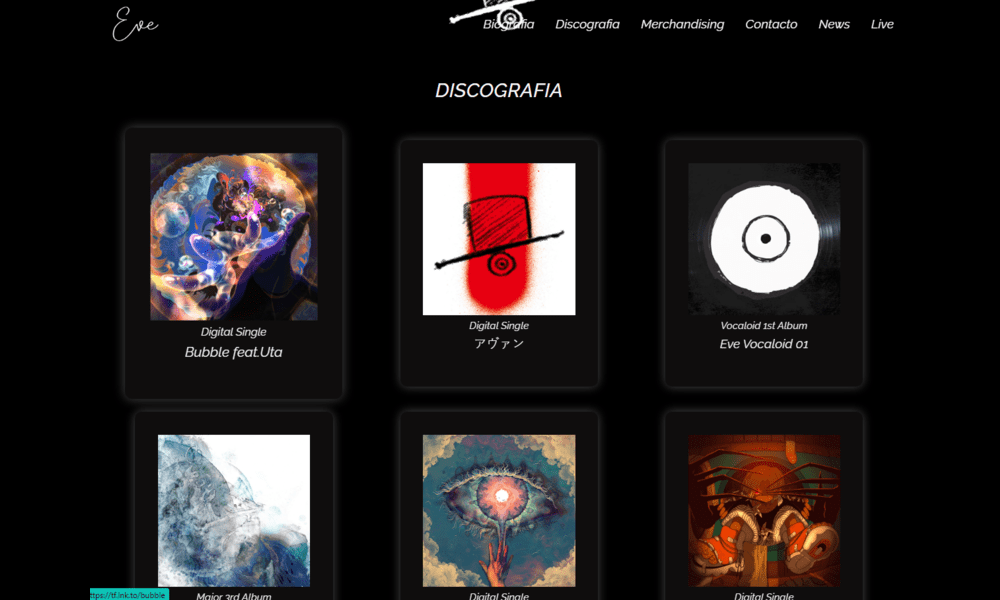 Eve
Biografia Discografia Merchandising Contacto News Live
DISCOGRAFIA
Digital Single
Bubble feat.Uta
Digital Single
アヴァン
Vocaloid 1st Album
Eve Vocaloid 01
Major 3rd Album
Digital Single
Digital Single
ttps://tf.lnk.to/bubble